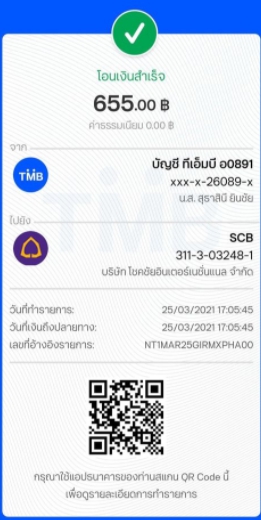 โอนเงินสำเร็จ
655.00 ฿
ค่าธรรมเนียม 0.00 ฿
จาก
TMB
บัญชี ทีเอ็มบี อ0891
xxx-x-26089-x
น.ส. สุธาสินี ยินชัย
ไปยัง
SCB
311-3-03248-1
บริษัท โชคชัยอินเตอร์เนชั่นแนล จำกัด
วันที่ทำรายการ: 25/03/2021 17:05:45
วันที่เงินถึงปลายทาง: 25/03/2021 17:05:45
เลขที่อ้างอิงรายการ: NT1MAR25GIRMXPHA00
กรุณาใช้แอปธนาคารของท่านสแกน QR Code นี้
เพื่อดูรายละเอียดการทำรายการ